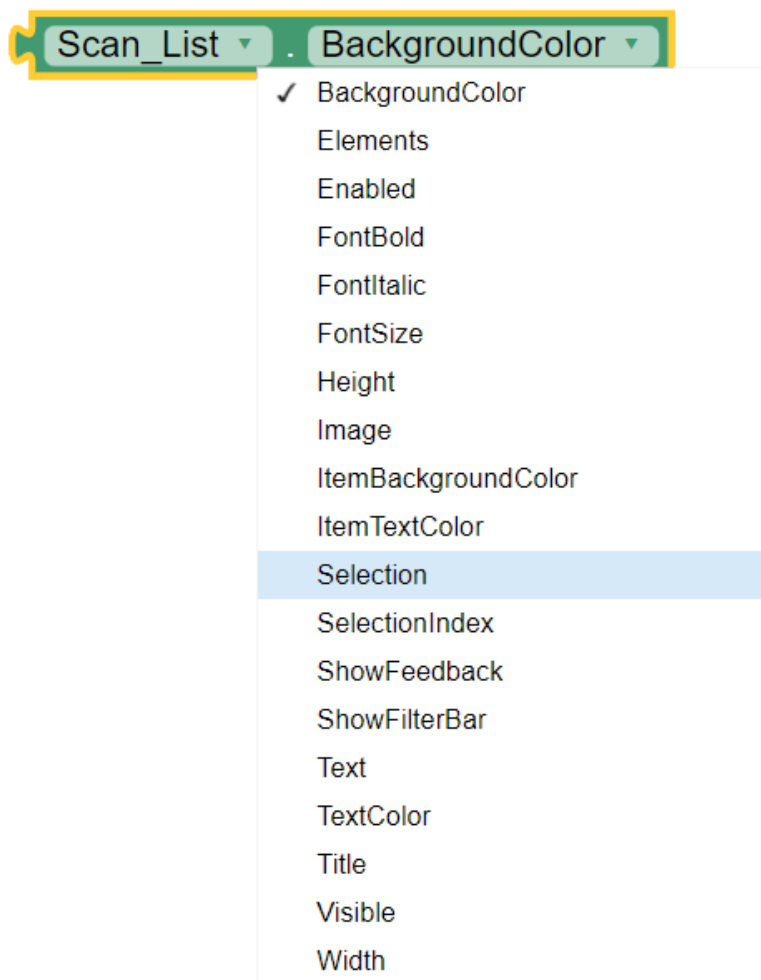 Scan_List . BackgroundColor
✓ BackgroundColor
Elements
Enabled
FontBold
FontItalic
FontSize
Height
Image
ItemBackgroundColor
ItemTextColor
Selection
SelectionIndex
ShowFeedback
ShowFilterBar
Text
TextColor
Title
Visible
Width